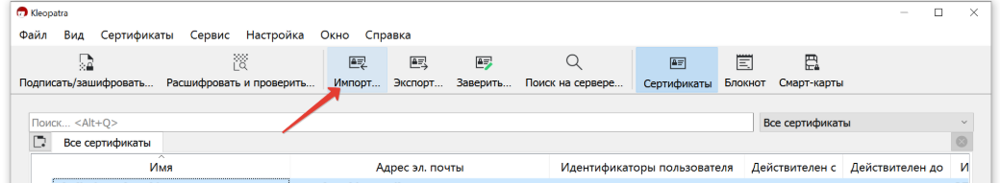 Kleopatra
Файл Вид Сертификаты Сервис Настройка Окно Справка
Подписать/зашифровать... Расшифровать и проверить... Импорт... Экспорт... Заверить... Поиск на сервере... Сертификаты Блокнот Смарт-карты
Поиск... <Alt+Q> Все сертификаты
Все сертификаты
Имя Адрес эл. почты Идентификаторы пользователя Действителен с Действителен до И